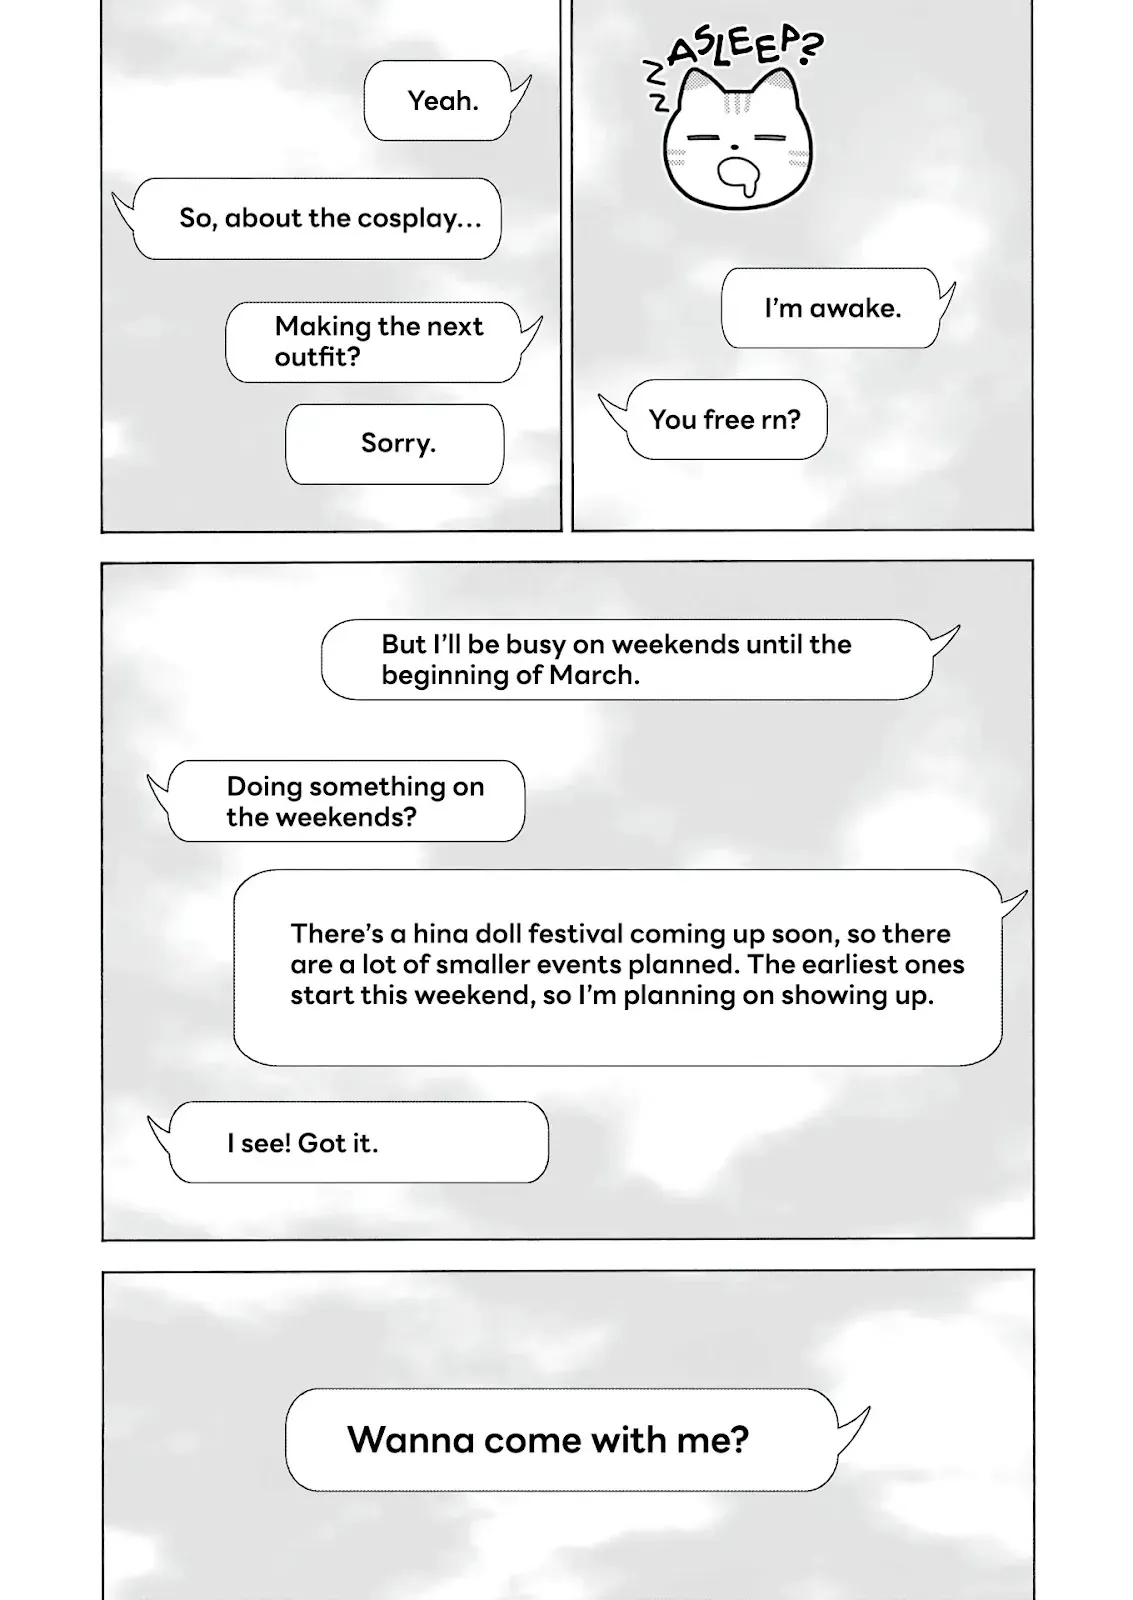 ASLEEP?
ZZZ
I'm awake.
You free rn?
Yeah.
So, about the cosplay...
Making the next
outfit?
Sorry.
But I'll be busy on weekends until the
beginning of March.
Doing something on
the weekends?
There's a hina doll festival coming up soon, so there
are a lot of smaller events planned. The earliest ones
start this weekend, so I'm planning on showing up.
I see! Got it.
Wanna come with me?